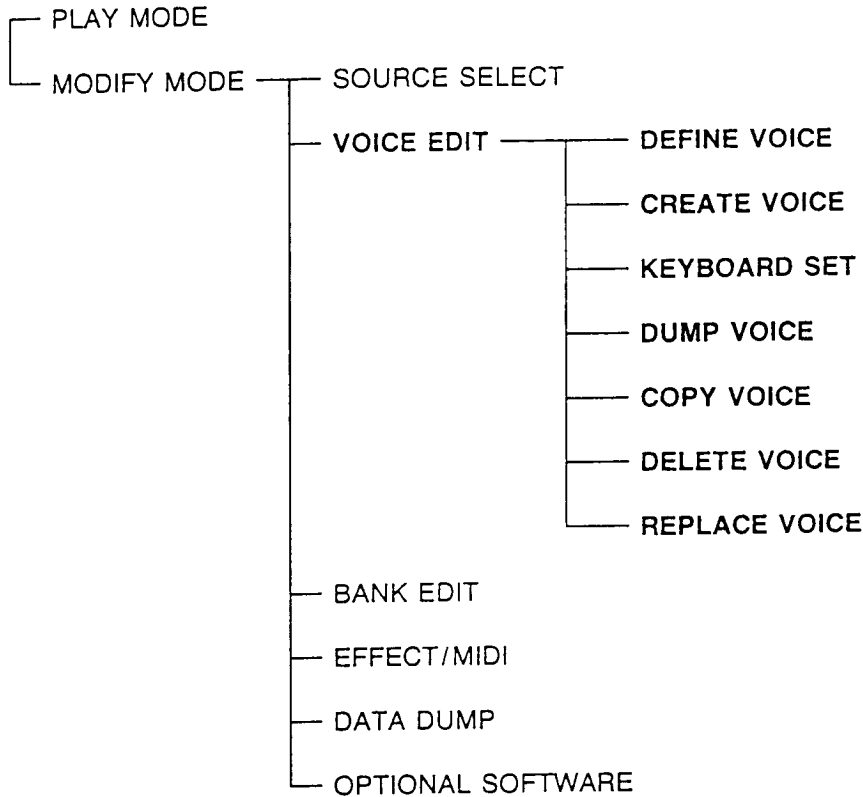 PLAY MODE
MODIFY MODE
SOURCE SELECT
VOICE EDIT
DEFINE VOICE
CREATE VOICE
KEYBOARD SET
DUMP VOICE
COPY VOICE
DELETE VOICE
REPLACE VOICE
BANK EDIT
EFFECT/MIDI
DATA DUMP
OPTIONAL SOFTWARE